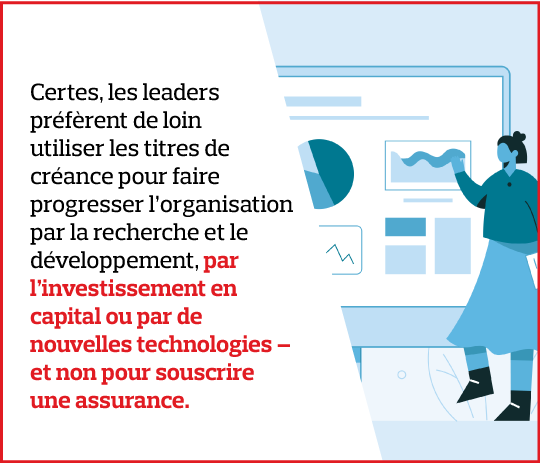 Certes, les leaders
préfèrent de loin
utiliser les titres de
créance pour faire
progresser l’organisation
par la recherche et le
développement, par
l’investissement en
capital ou par de
nouvelles technologies –
et non pour souscrire
une assurance.